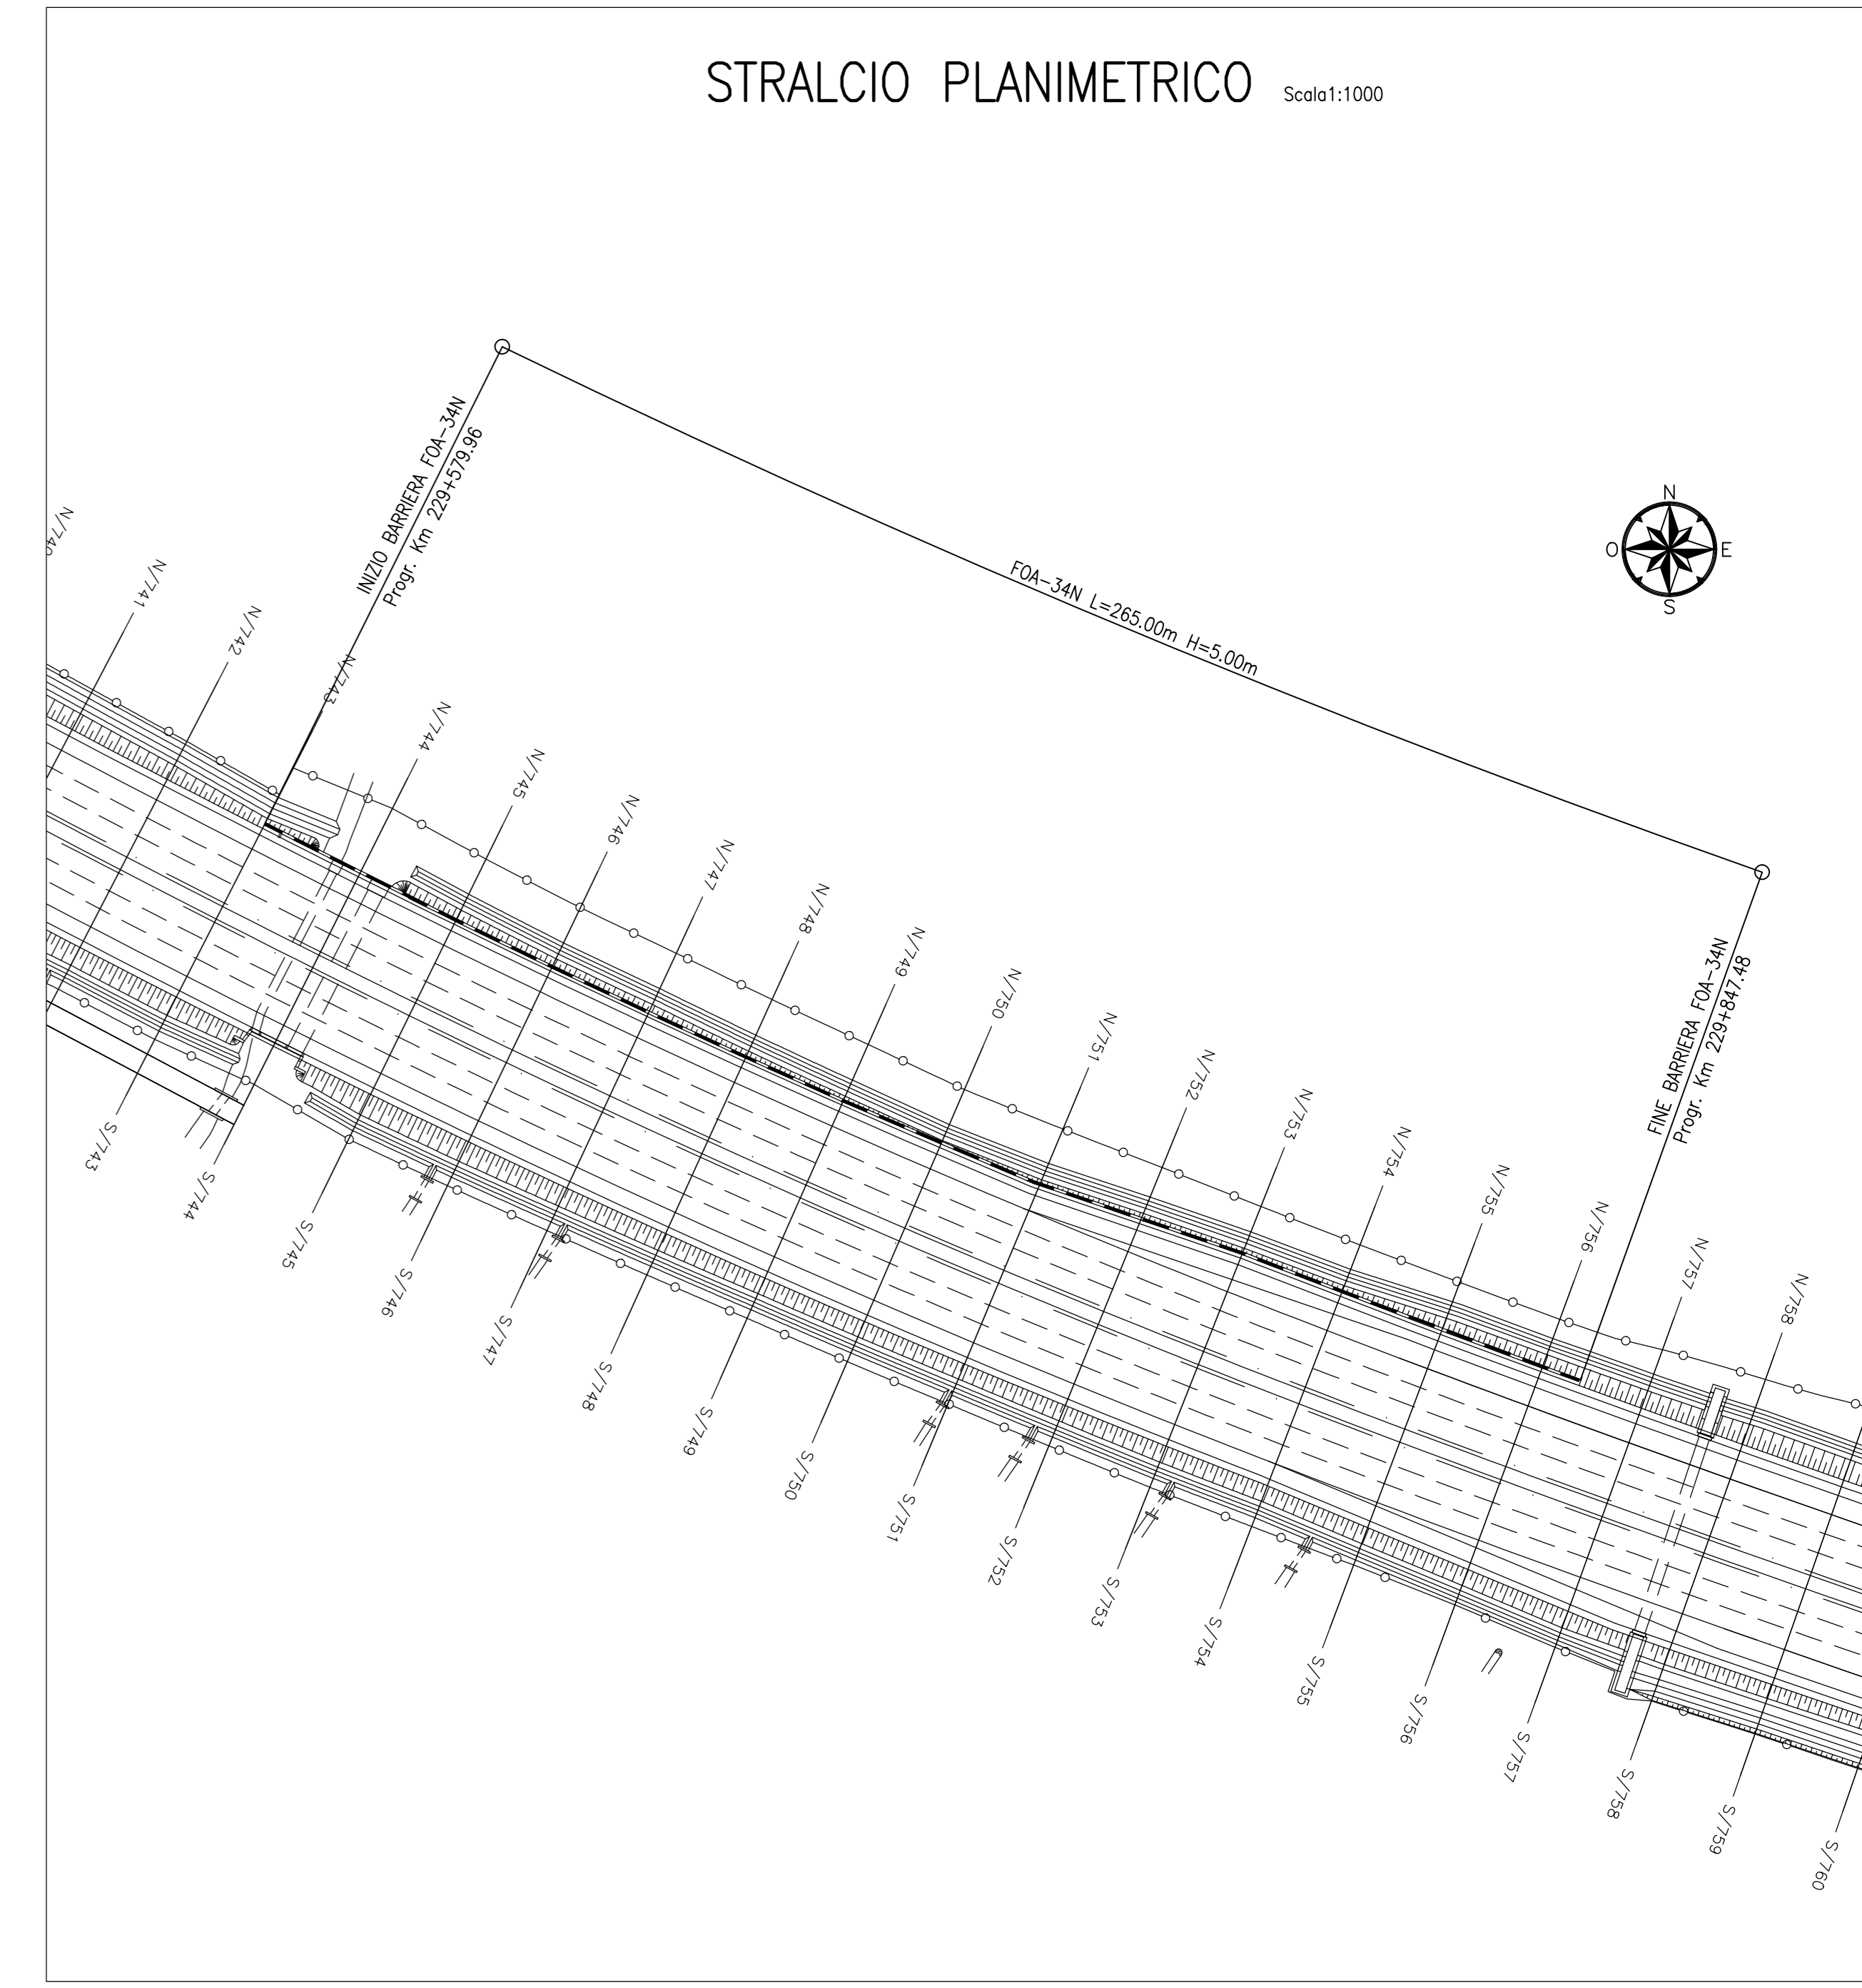 STRALCIO PLANIMETRICO Scala1:1000
INIZIO BARRIERA FOA-34N
Progr. Km 229+579.96
FOA-34N L=265.00m H=5.00m
FINE BARRIERA FOA-34N
Progr. Km 229+847.48
N
O
E
S
N/740
N/741
N/742
N/743
N/744
N/745
N/746
N/747
N/748
N/749
N/750
N/751
N/752
N/753
N/754
N/755
N/756
N/757
N/758
S/743
S/744
S/745
S/746
S/747
S/748
S/749
S/750
S/751
S/752
S/753
S/754
S/755
S/756
S/757
S/758
S/759
S/760